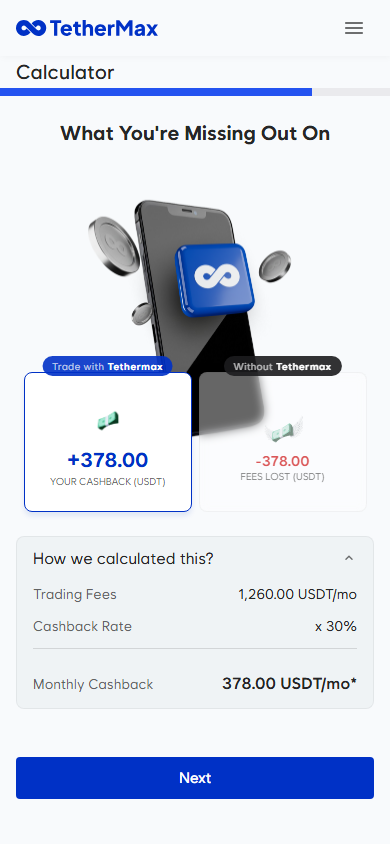 TetherMax
Calculator
What You're Missing Out On
Trade with Tethermax
Without Tethermax
+378.00
YOUR CASHBACK (USDT)
-378.00
FEES LOST (USDT)
How we calculated this?
Trading Fees 1,260.00 USDT/mo
Cashback Rate x 30%
Monthly Cashback 378.00 USDT/mo*
Next